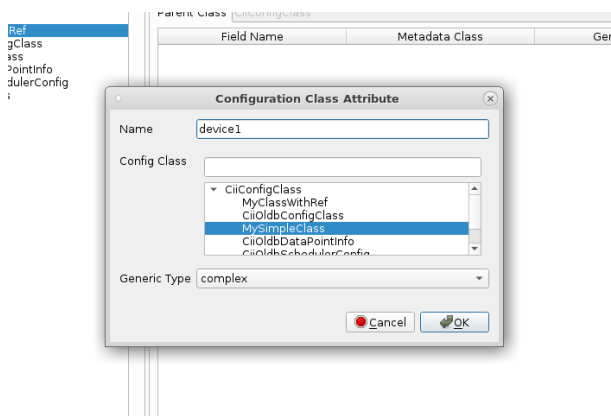 Parent Class CiiConfigClass
Ref
gClass
ass
PointInfo
dulerConfig
s
Field Name Metadata Class Ger
Configuration Class Attribute
Name device1
Config Class
CiiConfigClass
MyClassWithRef
CiiOldbConfigClass
MySimpleClass
CiiOldbDataPointInfo
CiiOldbSchedulerConfig
Generic Type complex
Cancel OK